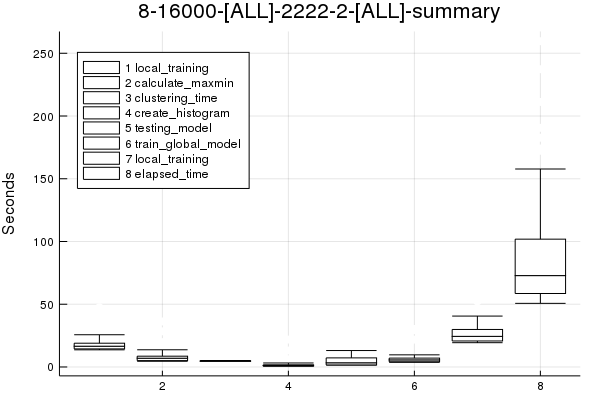 8-16000-[ALL]-2222-2-[ALL]-summary
Seconds
250
200
150
100
50
0
1 local_training
2 calculate_maxmin
3 clustering_time
4 create_histogram
5 testing_model
6 train_global_model
7 local_training
8 elapsed_time
2
4
6
8